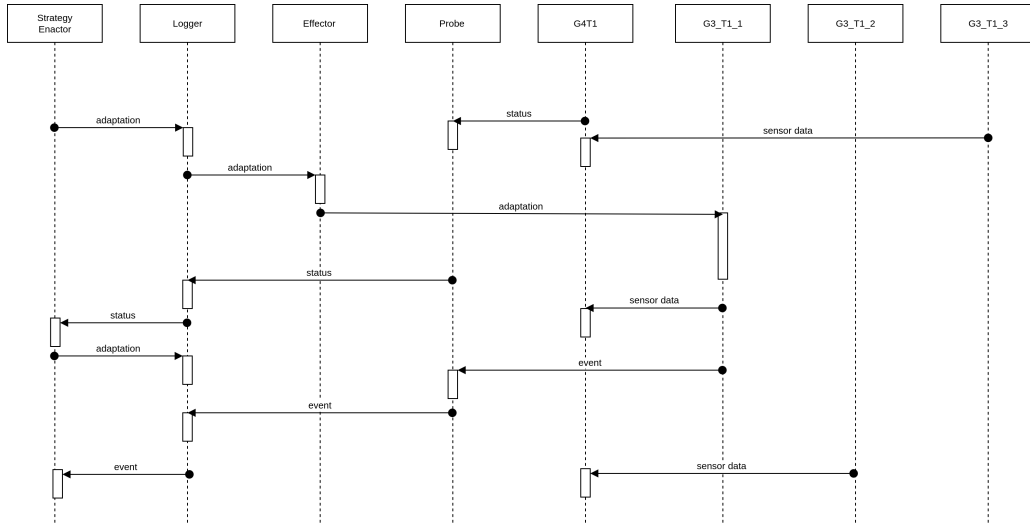 Strategy
Enactor
Logger
Effector
Probe
G4T1
G3_T1_1
G3_T1_2
G3_T1_3
status
adaptation
sensor data
adaptation
adaptation
status
sensor data
status
adaptation
event
event
event
sensor data